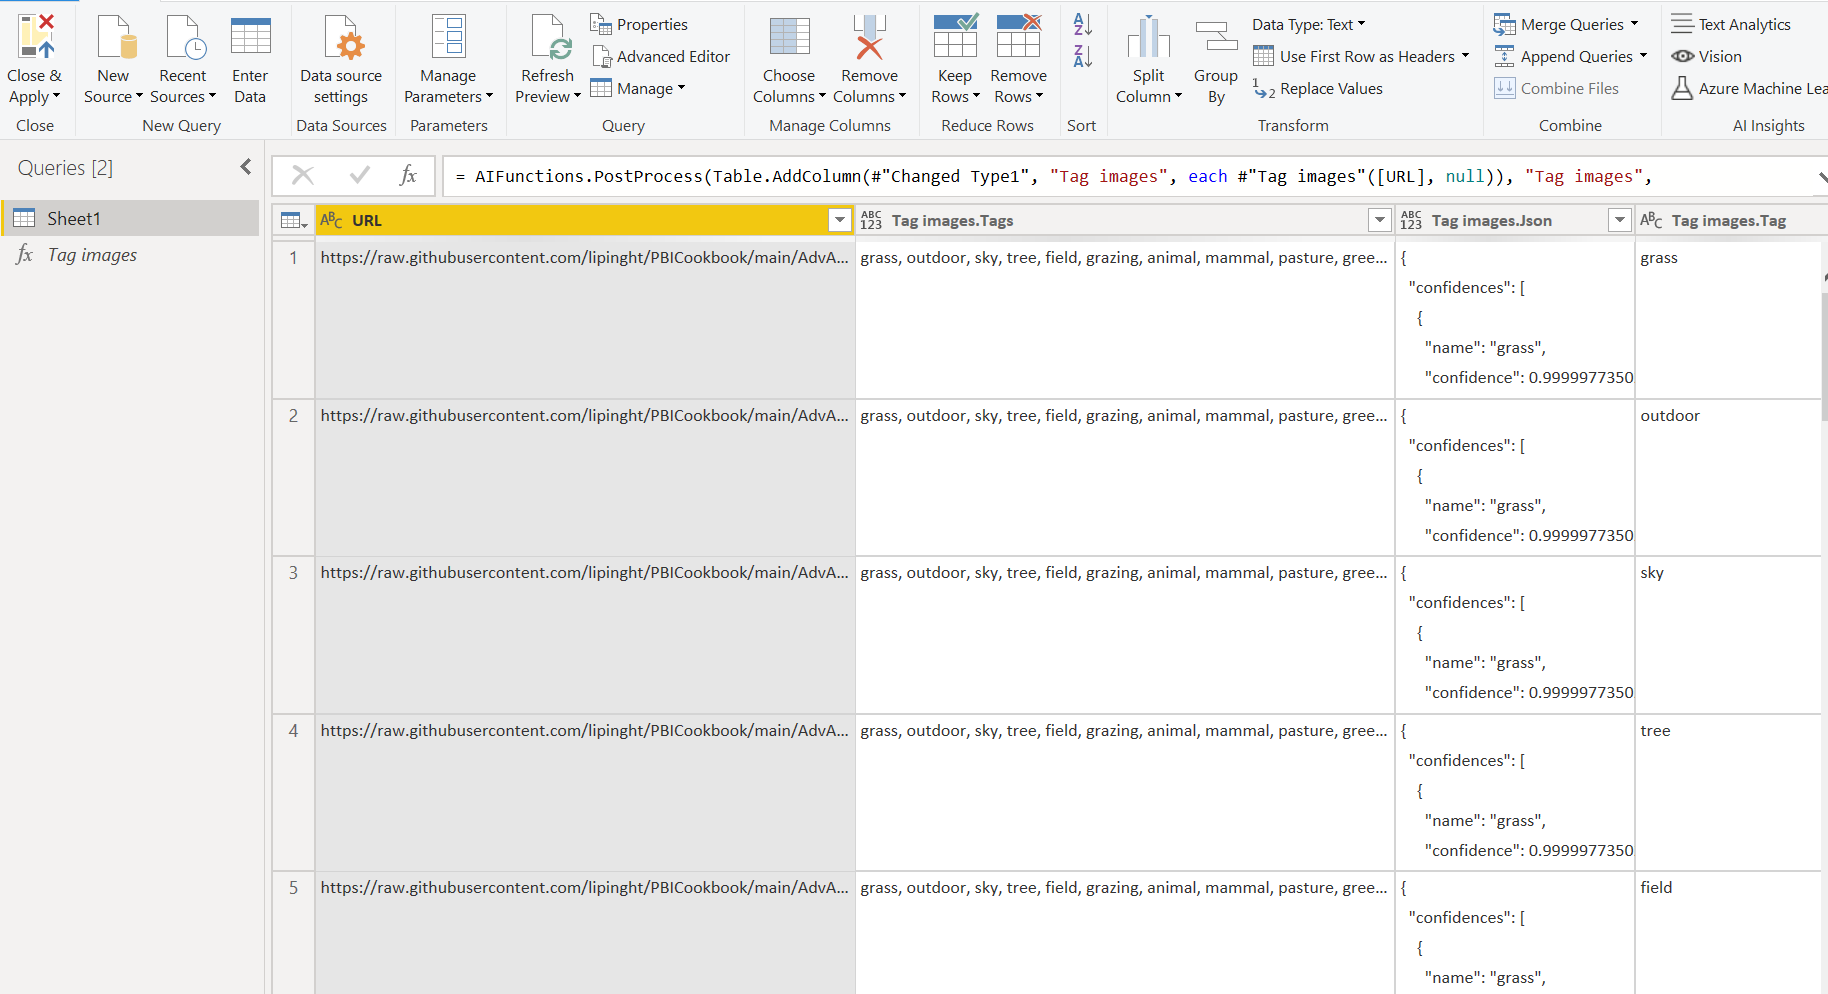 Close & Apply
New Source
Recent Sources
Enter Data
Data source settings
Manage Parameters
Refresh Preview
Properties
Advanced Editor
Manage
Choose Columns
Remove Columns
Keep Rows
Remove Rows
A Z
Z A
Split Column
Group By
Data Type: Text
Use First Row as Headers
1 2 Replace Values
Merge Queries
Append Queries
Combine Files
Text Analytics
Vision
Azure Machine Lea
Close
New Query
Data Sources
Parameters
Query
Manage Columns
Reduce Rows
Sort
Transform
Combine
AI Insights
Queries [2]
Sheet1
fx Tag images
fx
= AIFunctions.PostProcess(Table.AddColumn(#"Changed Type1", "Tag images", each #"Tag images"([URL], null)), "Tag images",
ABC URL
ABC 123 Tag images.Tags
ABC 123 Tag images.Json
ABC Tag images.Tag
1 https://raw.githubusercontent.com/lipinght/PBICookbook/main/AdvA... grass, outdoor, sky, tree, field, grazing, animal, mammal, pasture, gree... { grass
"confidences": [
{
"name": "grass",
"confidence": 0.9999977350
2 https://raw.githubusercontent.com/lipinght/PBICookbook/main/AdvA... grass, outdoor, sky, tree, field, grazing, animal, mammal, pasture, gree... { outdoor
"confidences": [
{
"name": "grass",
"confidence": 0.9999977350
3 https://raw.githubusercontent.com/lipinght/PBICookbook/main/AdvA... grass, outdoor, sky, tree, field, grazing, animal, mammal, pasture, gree... { sky
"confidences": [
{
"name": "grass",
"confidence": 0.9999977350
4 https://raw.githubusercontent.com/lipinght/PBICookbook/main/AdvA... grass, outdoor, sky, tree, field, grazing, animal, mammal, pasture, gree... { tree
"confidences": [
{
"name": "grass",
"confidence": 0.9999977350
5 https://raw.githubusercontent.com/lipinght/PBICookbook/main/AdvA... grass, outdoor, sky, tree, field, grazing, animal, mammal, pasture, gree... { field
"confidences": [
{
"name": "grass",